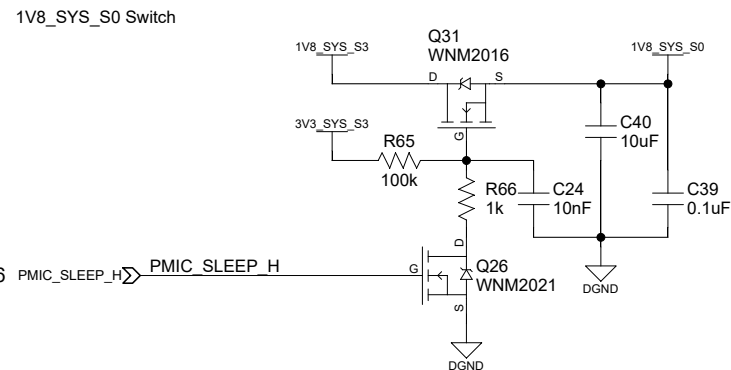 1V8_SYS_S0 Switch
Q31
WNM2016
1V8_SYS_S3
1V8_SYS_S0
D
S
G
3V3_SYS_S3
R65
100k
C40
10uF
R66
1k
C24
10nF
C39
0.1uF
D
6 PMIC_SLEEP_H PMIC_SLEEP_H
G
Q26
WNM2021
S
DGND
DGND